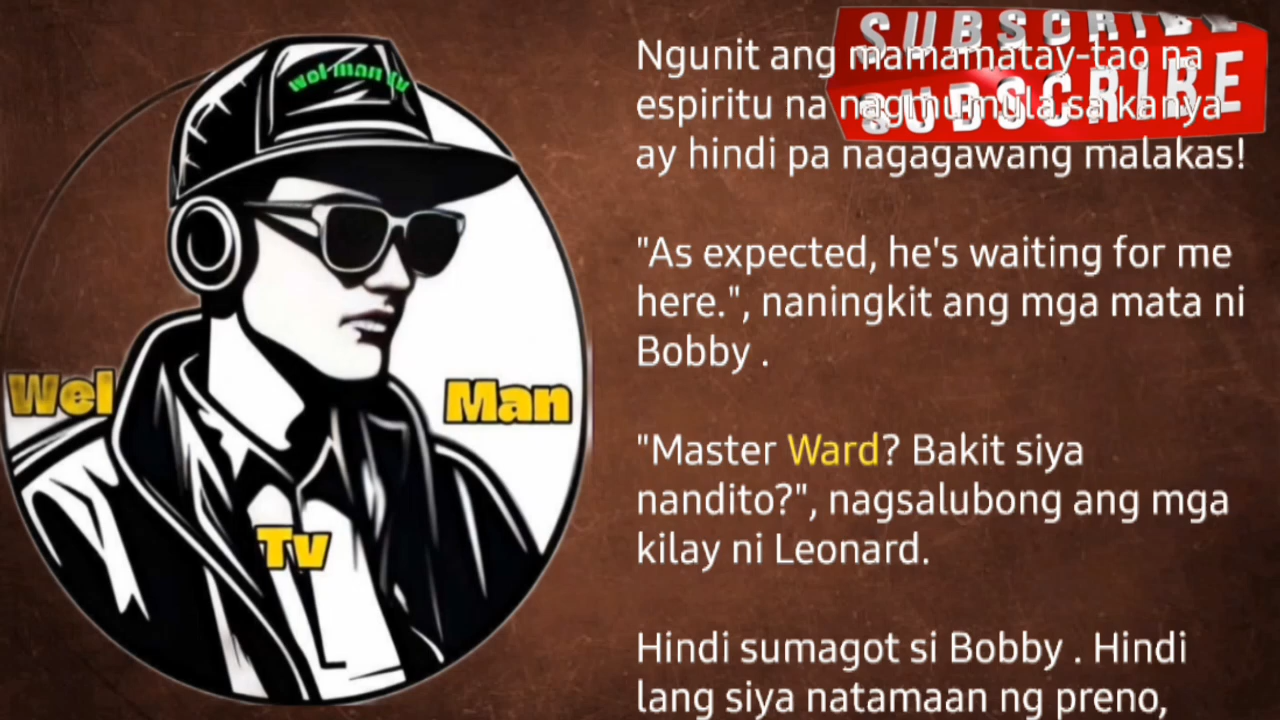 wel man tv
Wel
Man
Tv
SUBSCRIBE
SUBSCRIBE
Ngunit ang mamamatay-tao na
espiritu na nagmumula sa kanya
ay hindi pa nagagawang malakas!
"As expected, he's waiting for me
here.", naningkit ang mga mata ni
Bobby .
"Master Ward? Bakit siya
nandito?", nagsalubong ang mga
kilay ni Leonard.
Hindi sumagot si Bobby . Hindi
lang siya natamaan ng preno,